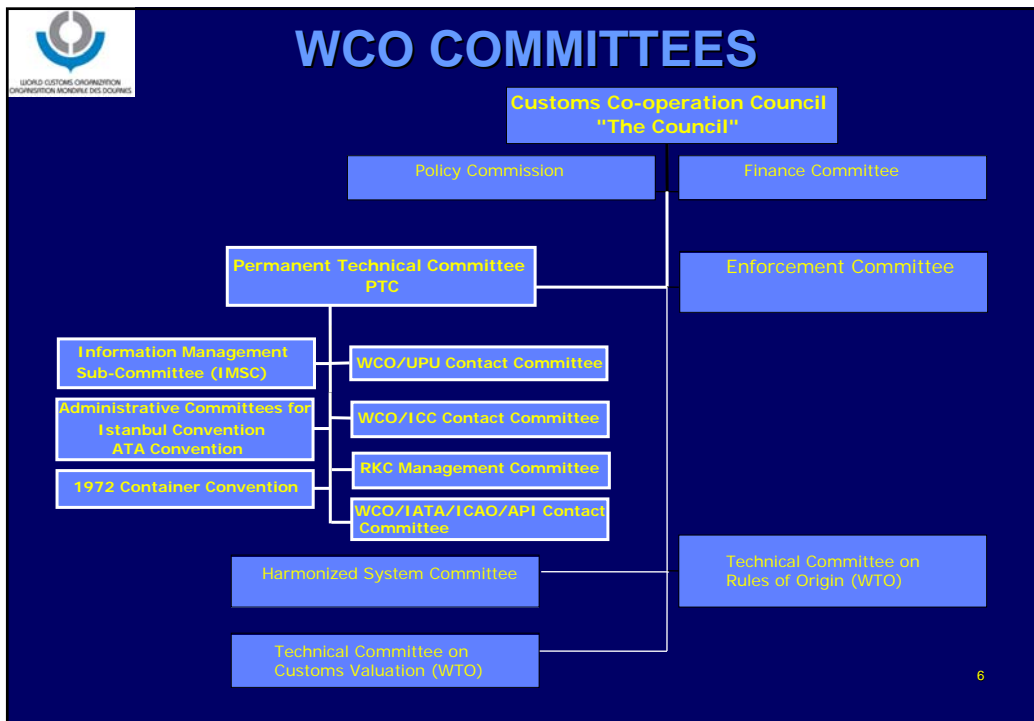 WORLD CUSTOMS ORGANIZATION
ORGANISATION MONDIALE DES DOUANES
WCO COMMITTEES
Customs Co-operation Council
"The Council"
Policy Commission
Finance Committee
Permanent Technical Committee
PTC
Enforcement Committee
Information Management
Sub-Committee (IMSC)
WCO/UPU Contact Committee
Administrative Committees for
Istanbul Convention
ATA Convention
WCO/ICC Contact Committee
RKC Management Committee
1972 Container Convention
WCO/IATA/ICAO/API Contact
Committee
Harmonized System Committee
Technical Committee on
Rules of Origin (WTO)
Technical Committee on
Customs Valuation (WTO)
6